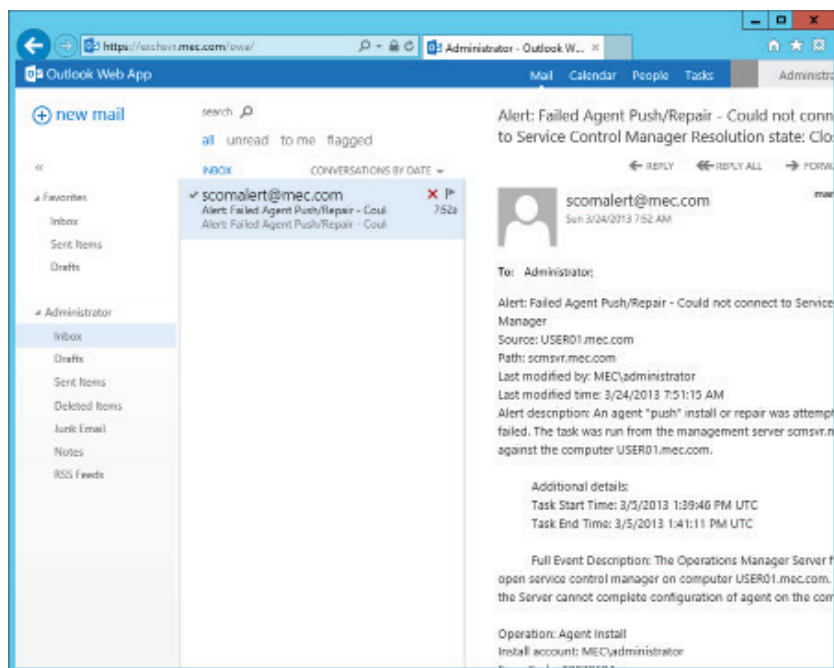 https://exchsvr.mec.com/owa/
Administrator - Outlook W...
Outlook Web App
Mail Calendar People Tasks Administra
new mail
search
all unread to me flagged
INBOX CONVERSATIONS BY DATE
Favorites
Inbox
Sent Items
Drafts
Administrator
Inbox
Drafts
Sent Items
Deleted Items
Junk Email
Notes
RSS Feeds
scomalert@mec.com
Alert: Failed Agent Push/Repair - Coul 7:52a
Alert: Failed Agent Push/Repair - Coul
Alert: Failed Agent Push/Repair - Could not conn
to Service Control Manager Resolution state: Clo
REPLY REPLY ALL FORWA
scomalert@mec.com mar
Sun 3/24/2013 7:52 AM
To: Administrator;
Alert: Failed Agent Push/Repair - Could not connect to Service
Manager
Source: USER01.mec.com
Path: scmsvr.mec.com
Last modified by: MEC\administrator
Last modified time: 3/24/2013 7:51:15 AM
Alert description: An agent "push" install or repair was attempt
failed. The task was run from the management server scmsvr.m
against the computer USER01.mec.com.
Additional details:
Task Start Time: 3/5/2013 1:39:46 PM UTC
Task End Time: 3/5/2013 1:41:11 PM UTC
Full Event Description: The Operations Manager Server f
open service control manager on computer USER01.mec.com.
the Server cannot complete configuration of agent on the com
Operation: Agent Install
Install account: MEC\administrator